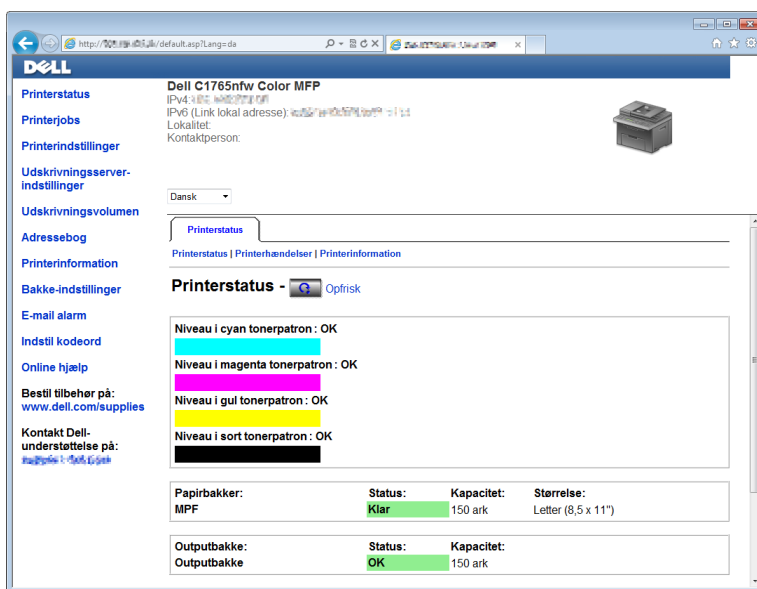 http:// /default.asp?Lang=da
DELL
Printerstatus
Printerjobs
Printerindstillinger
Udskrivningsserver-
indstillinger
Udskrivningsvolumen
Adressebog
Printerinformation
Bakke-indstillinger
E-mail alarm
Indstil kodeord
Online hjælp
Bestil tilbehør på:
www.dell.com/supplies
Kontakt Dell-
understøttelse på:
Dell C1765nfw Color MFP
IPv4:
IPv6 (Link lokal adresse):
Lokalitet:
Kontaktperson:
Dansk
Printerstatus
Printerstatus | Printerhændelser | Printerinformation
Printerstatus - Opfrisk
Niveau i cyan tonerpatron : OK
Niveau i magenta tonerpatron : OK
Niveau i gul tonerpatron : OK
Niveau i sort tonerpatron : OK
Papirbakker: Status: Kapacitet: Størrelse:
MPF Klar 150 ark Letter (8,5 x 11")
Outputbakke: Status: Kapacitet:
Outputbakke OK 150 ark